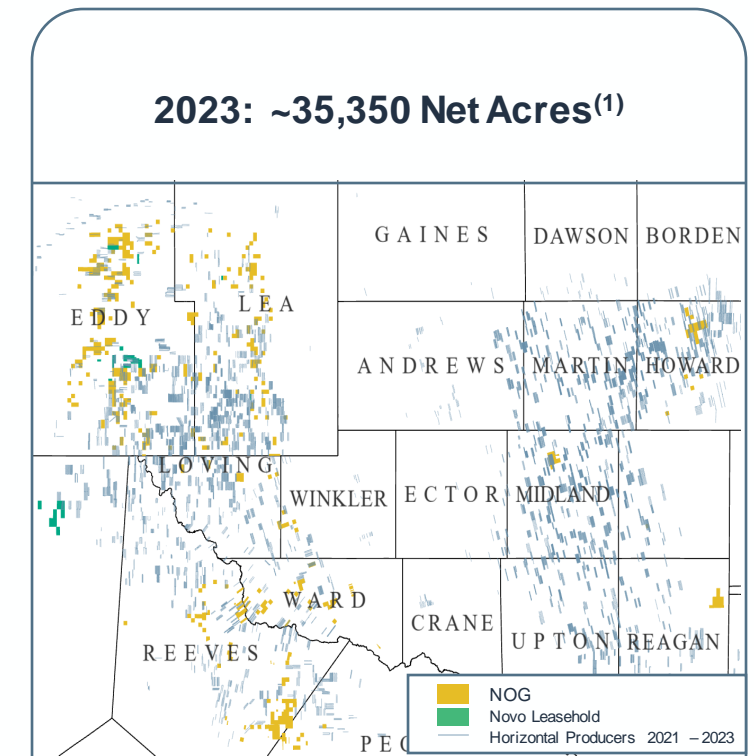 2023: ~35,350 Net Acres(1)
GAINES
DAWSON
BORDEN
EDDY
LEA
ANDREWS
MARTIN
HOWARD
LOVING
WINKLER
ECTOR
MIDLAND
WARD
CRANE
UPTON
REAGAN
REEVES
NOG
Novo Leasehold
Horizontal Producers 2021 – 2023